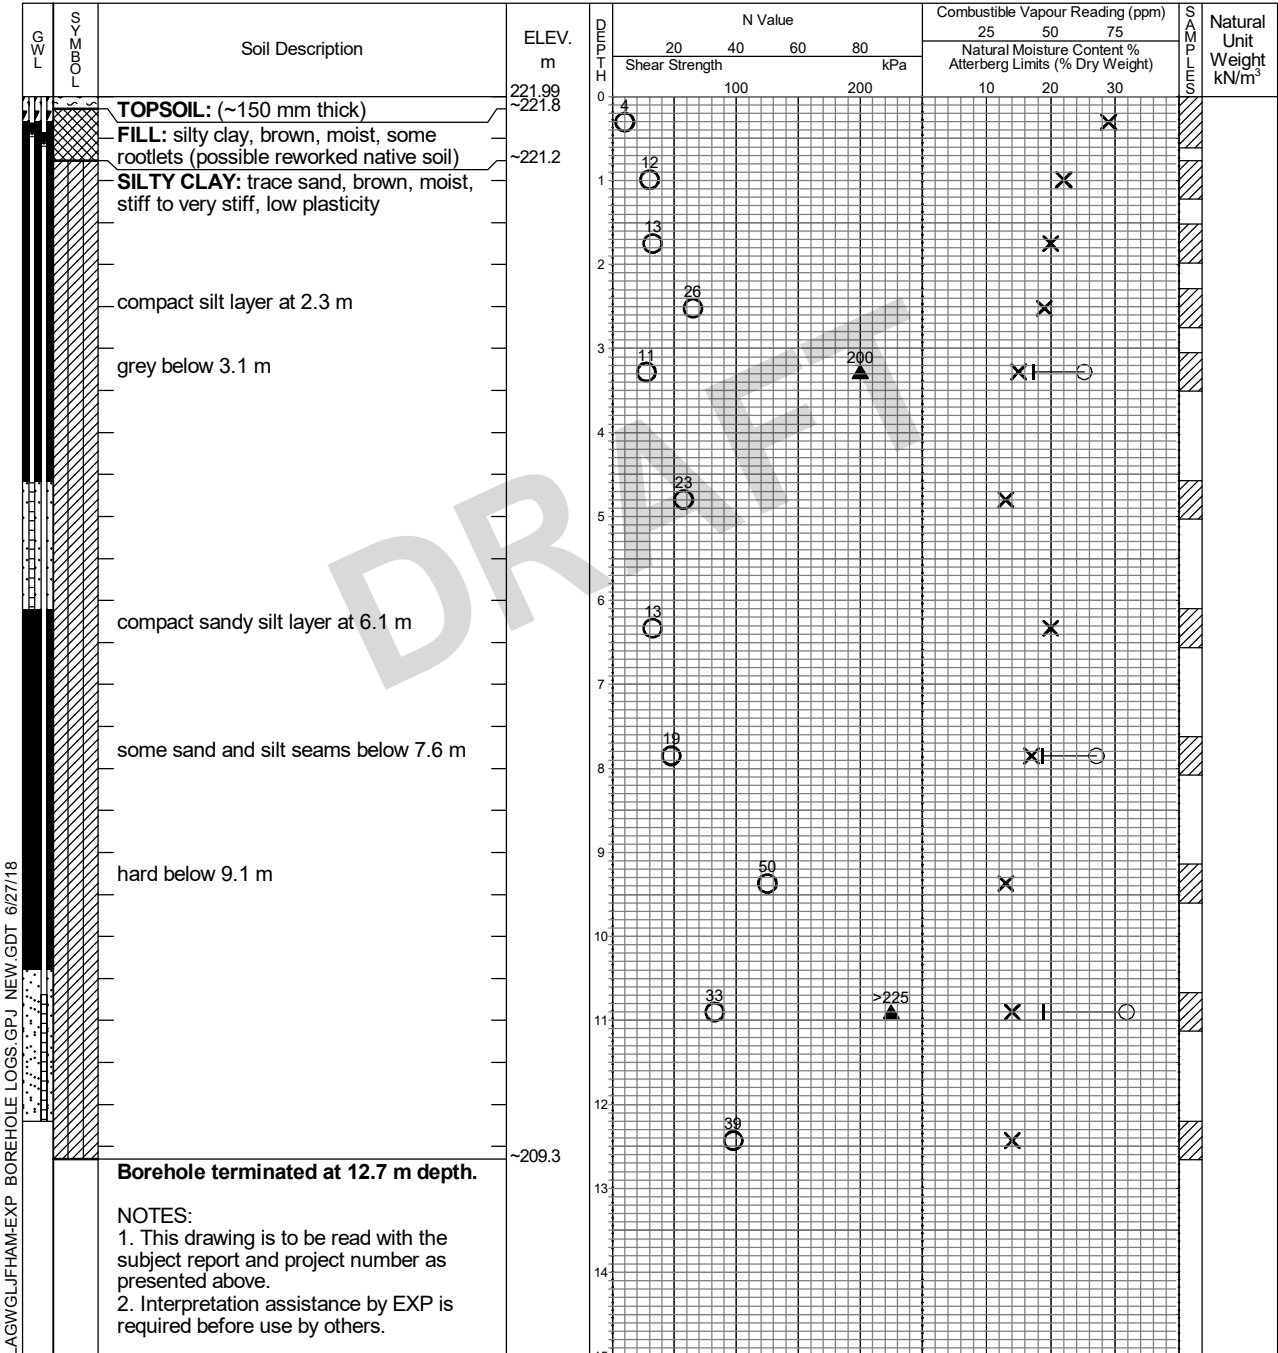 GWL
SYMBOL
Soil Description
ELEV.
m
DEPTH
N Value
20 40 60 80
Shear Strength kPa
100 200
Combustible Vapour Reading (ppm)
25 50 75
Natural Moisture Content %
Atterberg Limits (% Dry Weight)
10 20 30
SAMPLES
Natural
Unit
Weight
kN/m³
221.99
0
TOPSOIL: (~150 mm thick)
~221.8
4
FILL: silty clay, brown, moist, some
rootlets (possible reworked native soil)
~221.2
12
SILTY CLAY: trace sand, brown, moist,
1
stiff to very stiff, low plasticity
13
2
compact silt layer at 2.3 m
26
3
grey below 3.1 m
11
200
4
23
5
6
compact sandy silt layer at 6.1 m
13
7
some sand and silt seams below 7.6 m
19
8
9
hard below 9.1 m
50
10
33
>225
11
12
39
~209.3
Borehole terminated at 12.7 m depth.
13
NOTES:
1. This drawing is to be read with the
subject report and project number as
presented above.
14
2. Interpretation assistance by EXP is
required before use by others.
DRAFT
LAGWGLJFHAM-EXP BOREHOLE LOGS.GPJ NEW.GDT 6/27/18